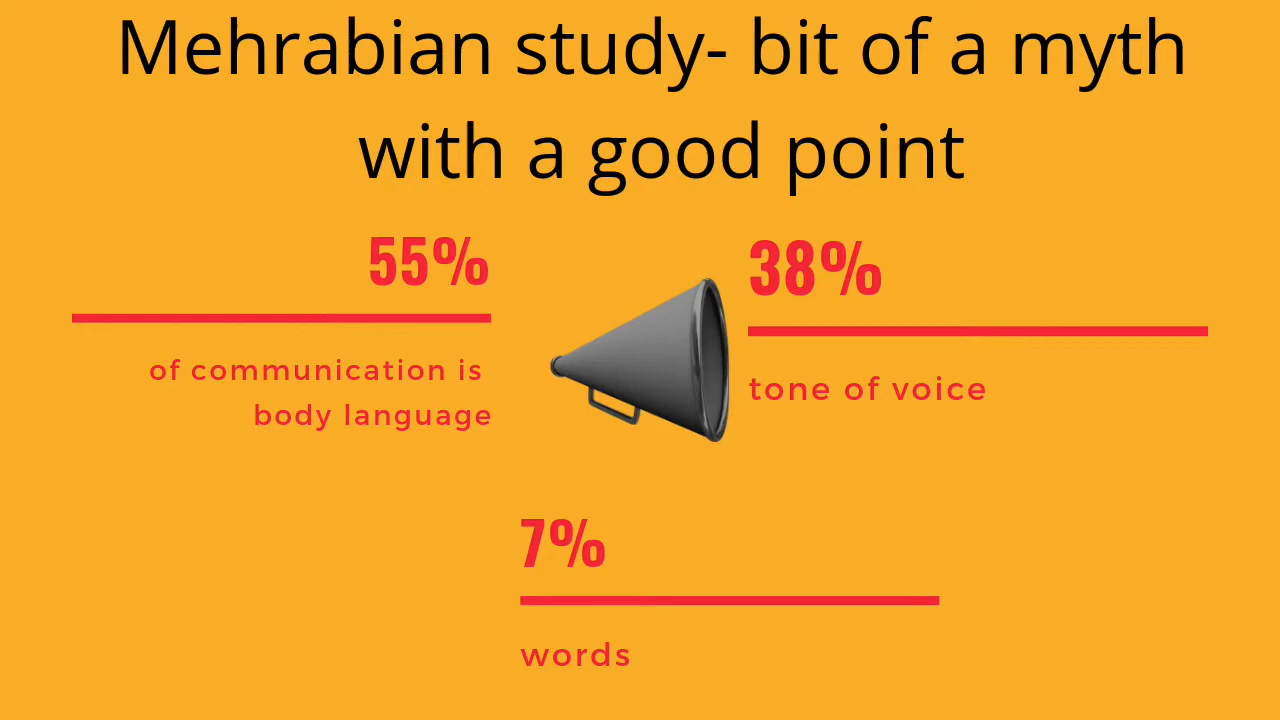 Mehrabian study- bit of a myth
with a good point
55%
of communication is
body language
38%
tone of voice
7%
words